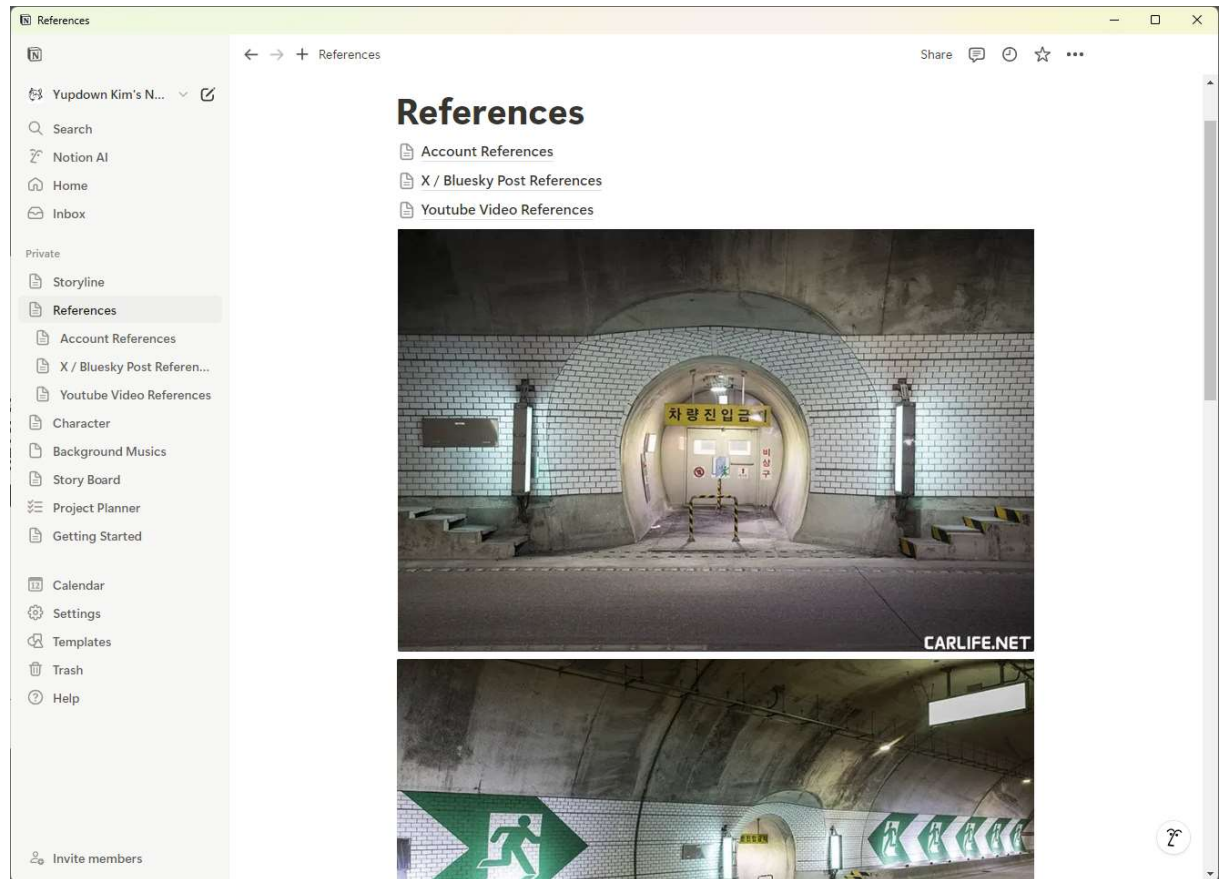 References
Yupdown Kim's N...
Search
Notion AI
Home
Inbox
Private
Storyline
References
Account References
X / Bluesky Post Referen...
Youtube Video References
Character
Background Musics
Story Board
Project Planner
Getting Started
12
Calendar
Settings
Templates
Trash
Help
Invite members
References
Share
References
Account References
X / Bluesky Post References
Youtube Video References
차량진입금지
비상구
CARLIFE.NET